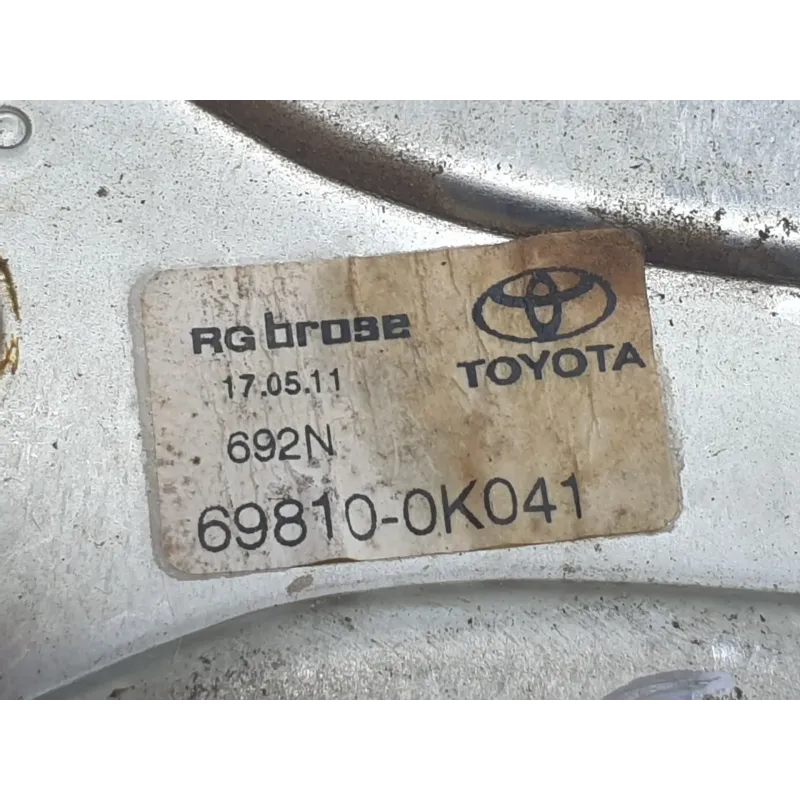 RG brose
TOYOTA
17.05.11
692N
69810-0K041